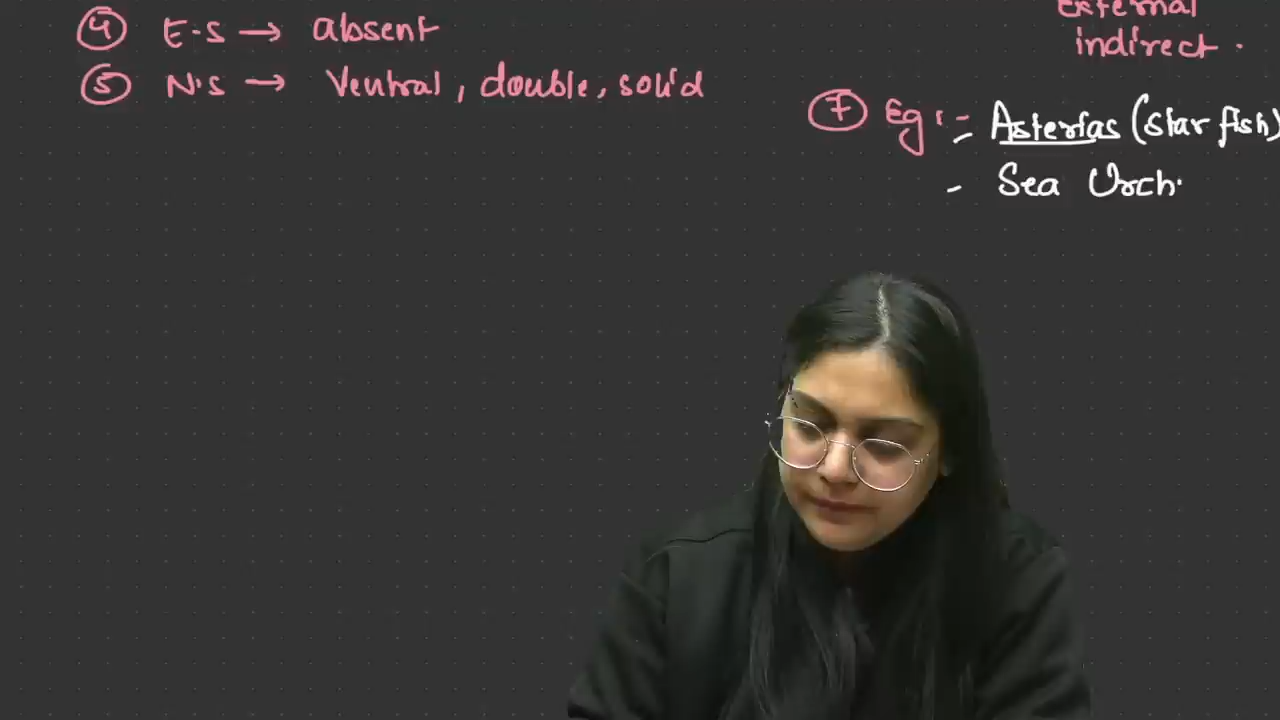 ④ E.S → absent
⑤ N.S → Ventral, double, solid
External
indirect.
⑦ Eg:- - Asterias (star fish)
- Sea Urch